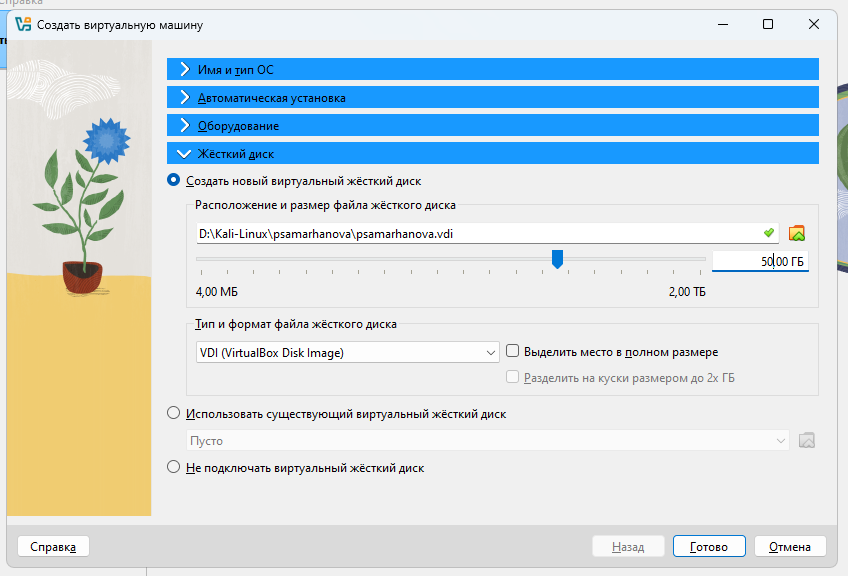 Справка
Создать виртуальную машину
Имя и тип ОС
Автоматическая установка
Оборудование
Жёсткий диск
Создать новый виртуальный жёсткий диск
Расположение и размер файла жёсткого диска
D:\Kali-Linux\psamarhanova\psamarhanova.vdi
50,00 ГБ
4,00 МБ
2,00 ТБ
Тип и формат файла жёсткого диска
VDI (VirtualBox Disk Image)
Выделить место в полном размере
Разделить на куски размером до 2х ГБ
Использовать существующий виртуальный жёсткий диск
Пусто
Не подключать виртуальный жёсткий диск
Справка
Назад
Готово
Отмена